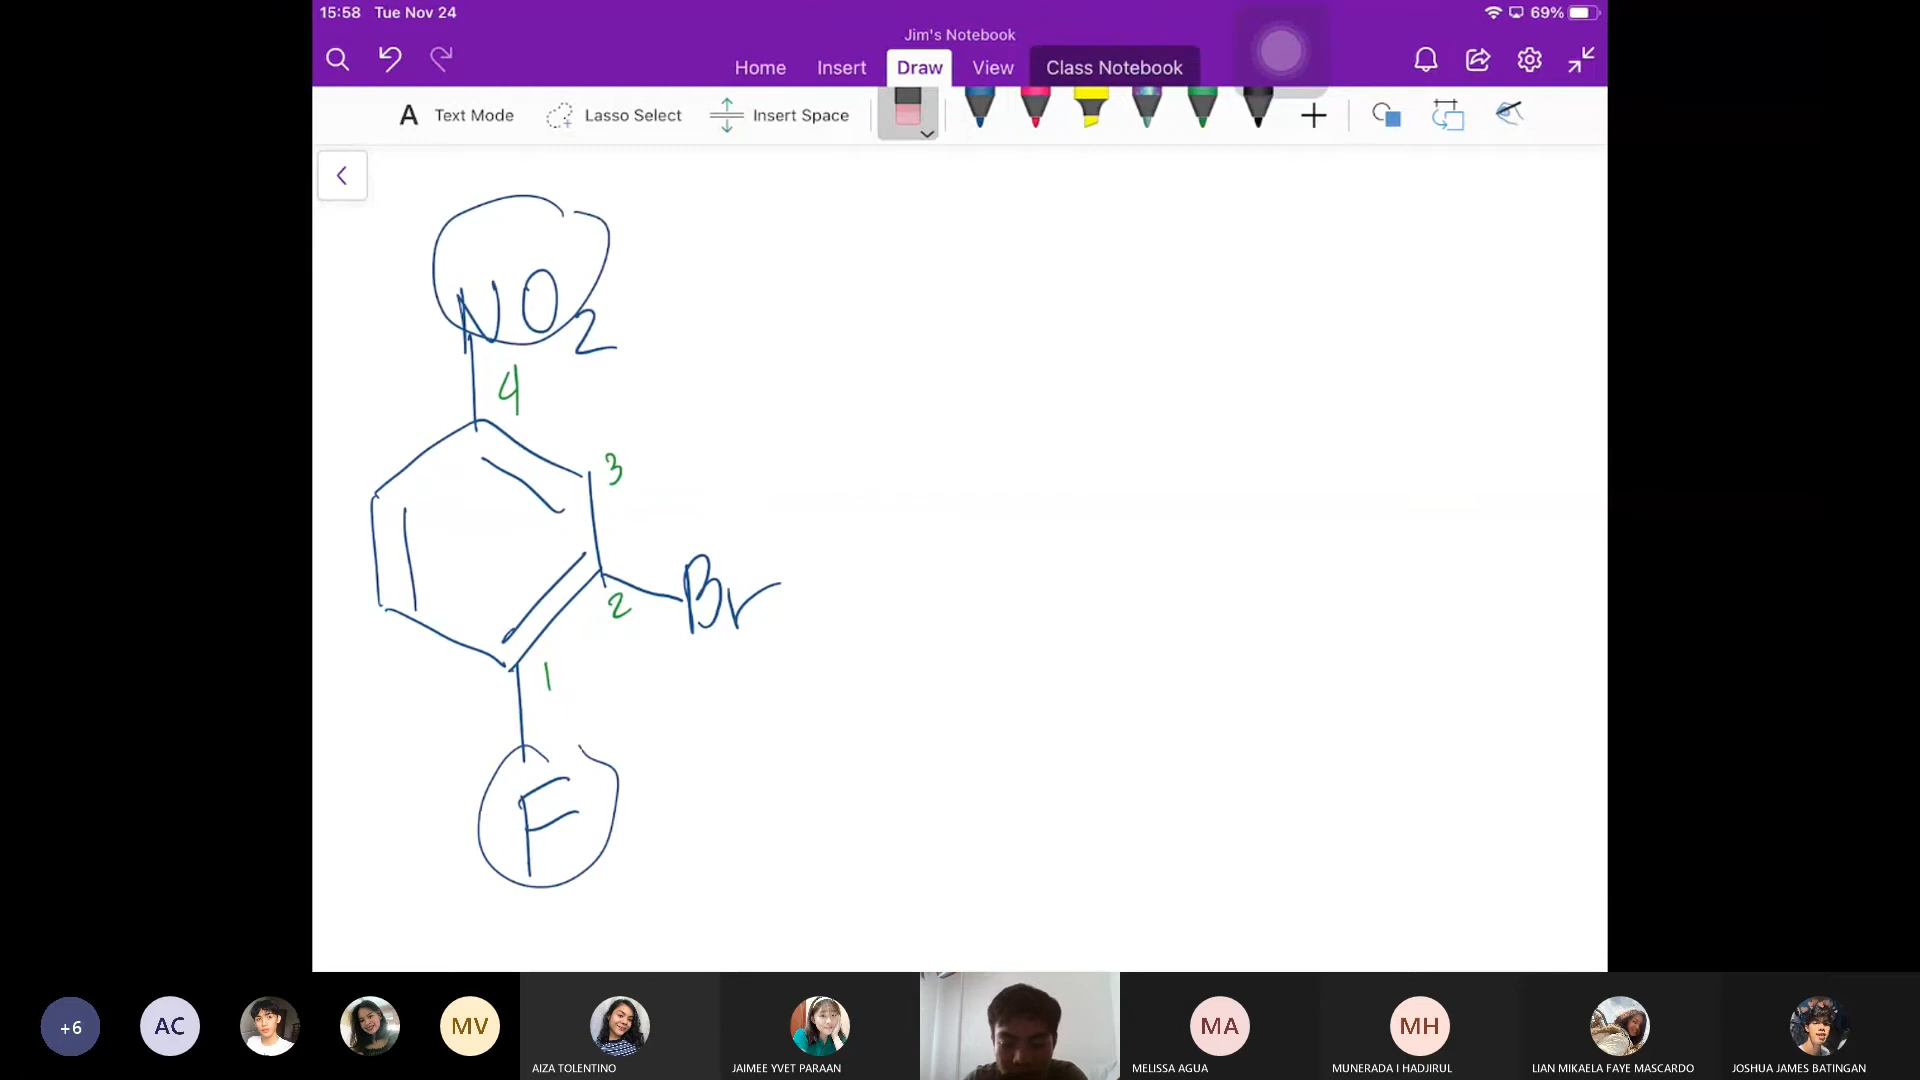 15:58 Tue Nov 24
69%
Jim's Notebook
Home Insert Draw View Class Notebook
A Text Mode Lasso Select Insert Space
NO2
4
3
Br
2
1
F
+6 AC MV MA MH
AIZA TOLENTINO JAIMEE YVET PARAAN MELISSA AGUA MUNERADA I HADJIRUL LIAN MIKAELA FAYE MASCARDO JOSHUA JAMES BATINGAN